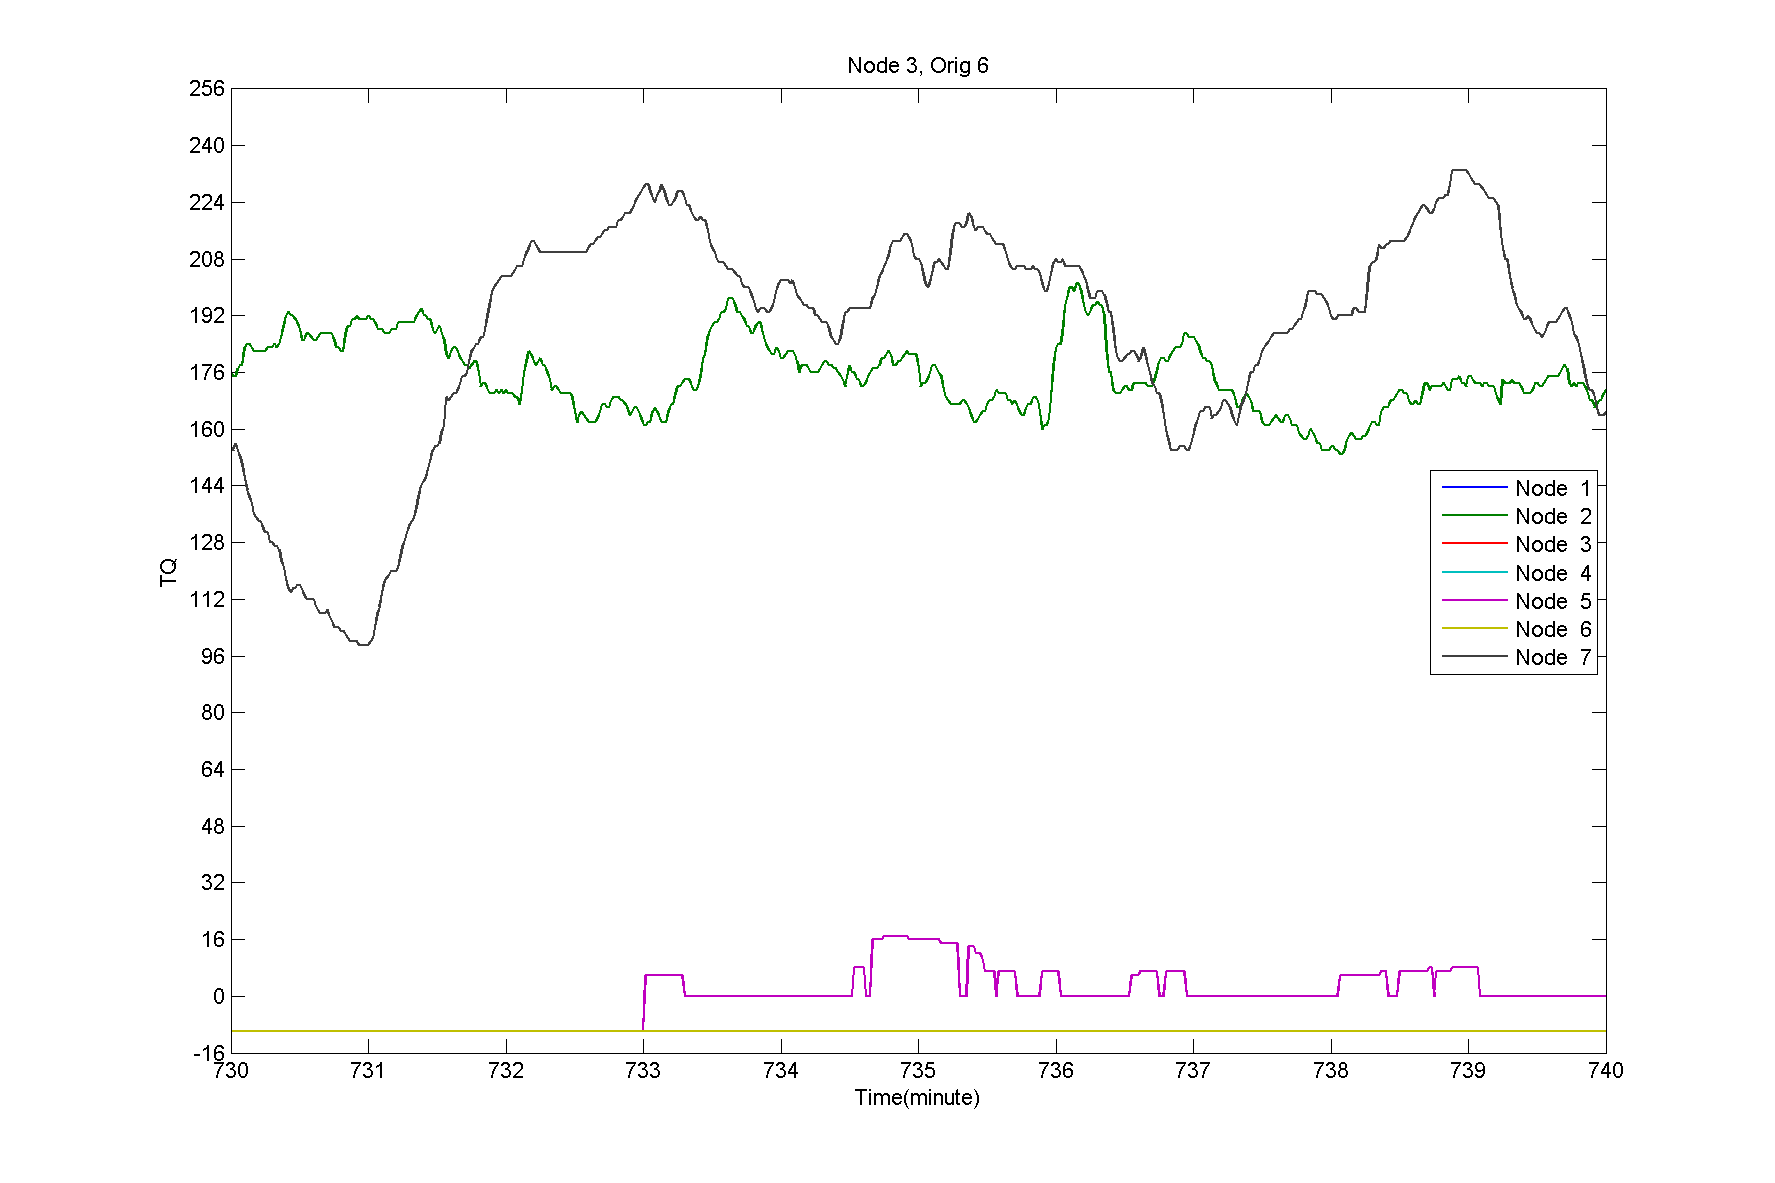 Node 3, Orig 6
256
240
224
208
192
176
160
144
128
112
96
80
64
48
32
16
0
-16
TQ
Node 1
Node 2
Node 3
Node 4
Node 5
Node 6
Node 7
730 731 732 733 734 735 736 737 738 739 740
Time(minute)